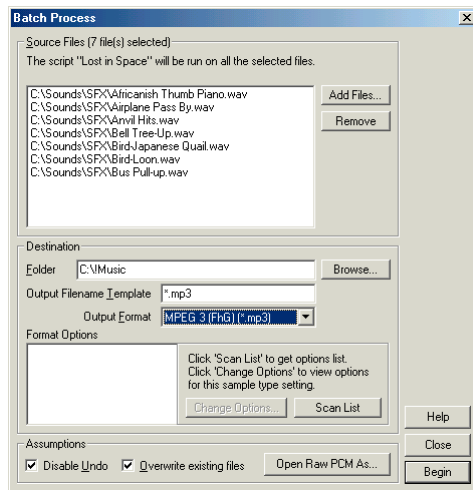 Batch Process
Source Files (7 file(s) selected)
The script "Lost in Space" will be run on all the selected files.
C:\Sounds\SFX\Africanish Thumb Piano.wav
C:\Sounds\SFX\Airplane Pass By.wav
C:\Sounds\SFX\Anvil Hits.wav
C:\Sounds\SFX\Bell Tree-Up.wav
C:\Sounds\SFX\Bird-Japanese Quail.wav
C:\Sounds\SFX\Bird-Loon.wav
C:\Sounds\SFX\Bus Pull-up.wav
Add Files...
Remove
Destination
Folder C:\!Music Browse...
Output Filename Template *.mp3
Output Format MPEG 3 (FhG) (*.mp3)
Format Options
Click 'Scan List' to get options list.
Click 'Change Options' to view options
for this sample type setting.
Change Options... Scan List
Help
Close
Begin
Assumptions
Disable Undo Overwrite existing files Open Raw PCM As...